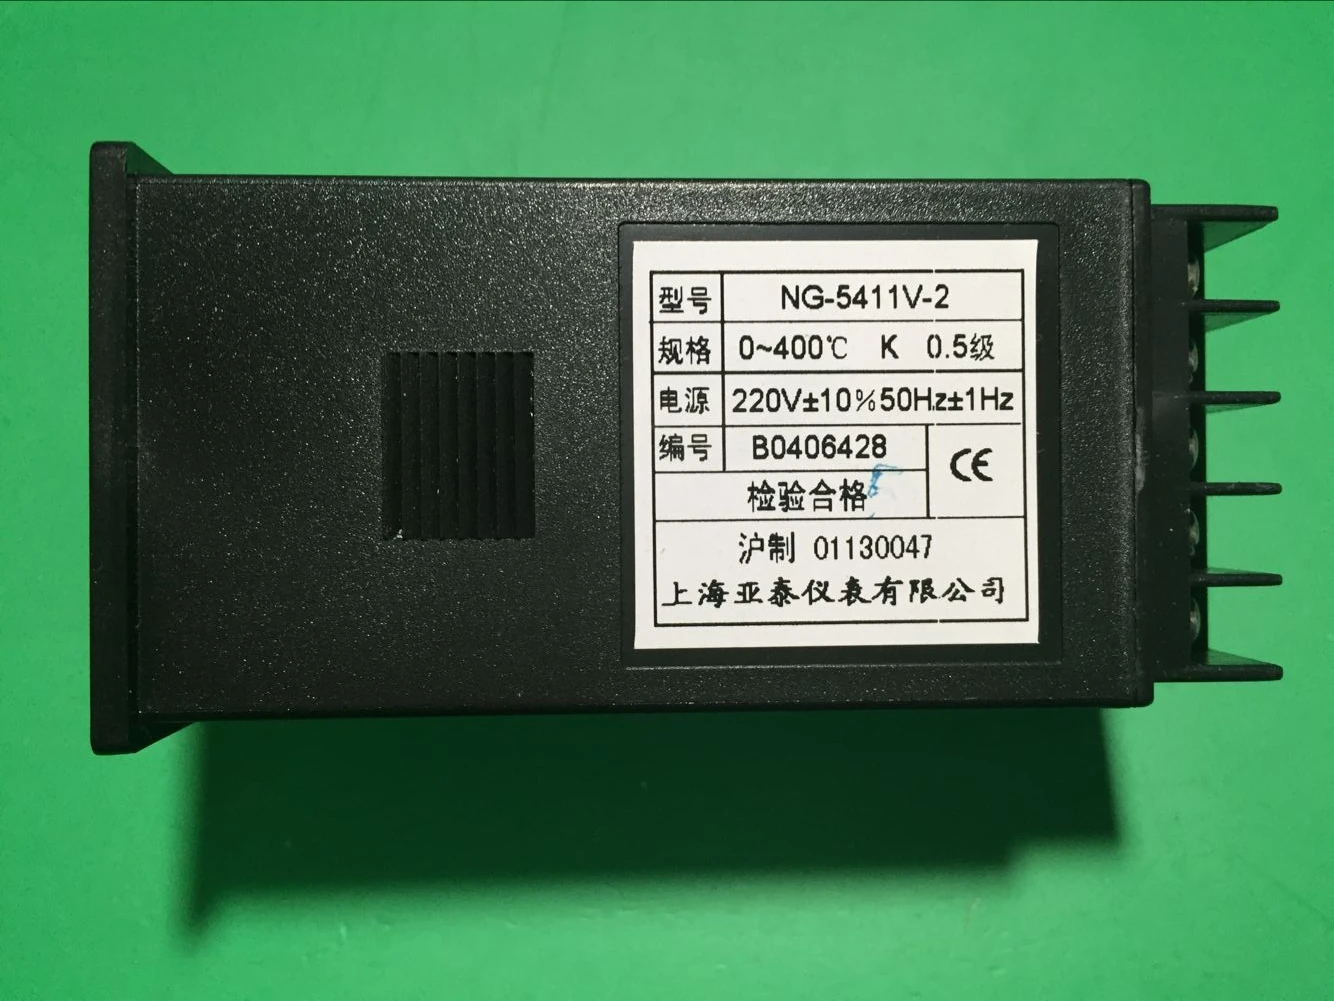 型号 NG-5411V-2
规格 0~400℃ K 0.5级
电源 220V±10%50Hz±1Hz
编号 B0406428
CE
检验合格
沪制 01130047
上海亚泰仪表有限公司